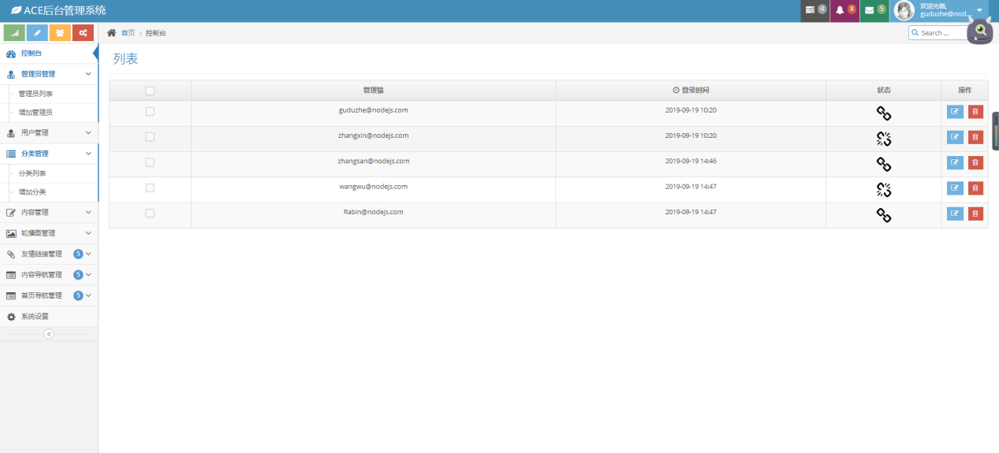 ACE后台管理系统
4
8
5
欢迎光临,
guduzhe@nod...
首页
控制台
Search ...
控制台
管理员管理
管理员列表
增加管理员
用户管理
分类管理
分类列表
增加分类
内容管理
轮播图管理
友情链接管理 5
内容导航管理 5
首页导航管理 5
系统设置
列表
管理猿 登录时间 状态 操作
guduzhe@nodejs.com 2019-09-19 10:20
zhangxin@nodejs.com 2019-09-19 10:20
zhangsan@nodejs.com 2019-09-19 14:46
wangwu@nodejs.com 2019-09-19 14:47
Rabin@nodejs.com 2019-09-19 14:47